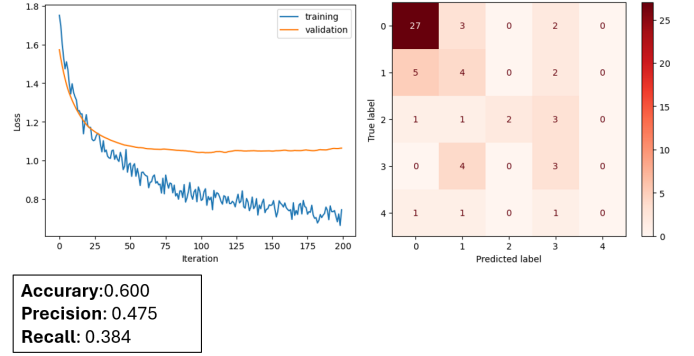 1.8
1.6
1.4
1.2
1.0
0.8
Loss
0 25 50 75 100 125 150 175 200
Iteration
training
validation
True label
0 27 3 0 2 0
1 5 4 0 2 0
2 1 1 2 3 0
3 0 4 0 3 0
4 1 1 0 1 0
0 1 2 3 4
Predicted label
25
20
15
10
5
0
Accurary:0.600
Precision: 0.475
Recall: 0.384